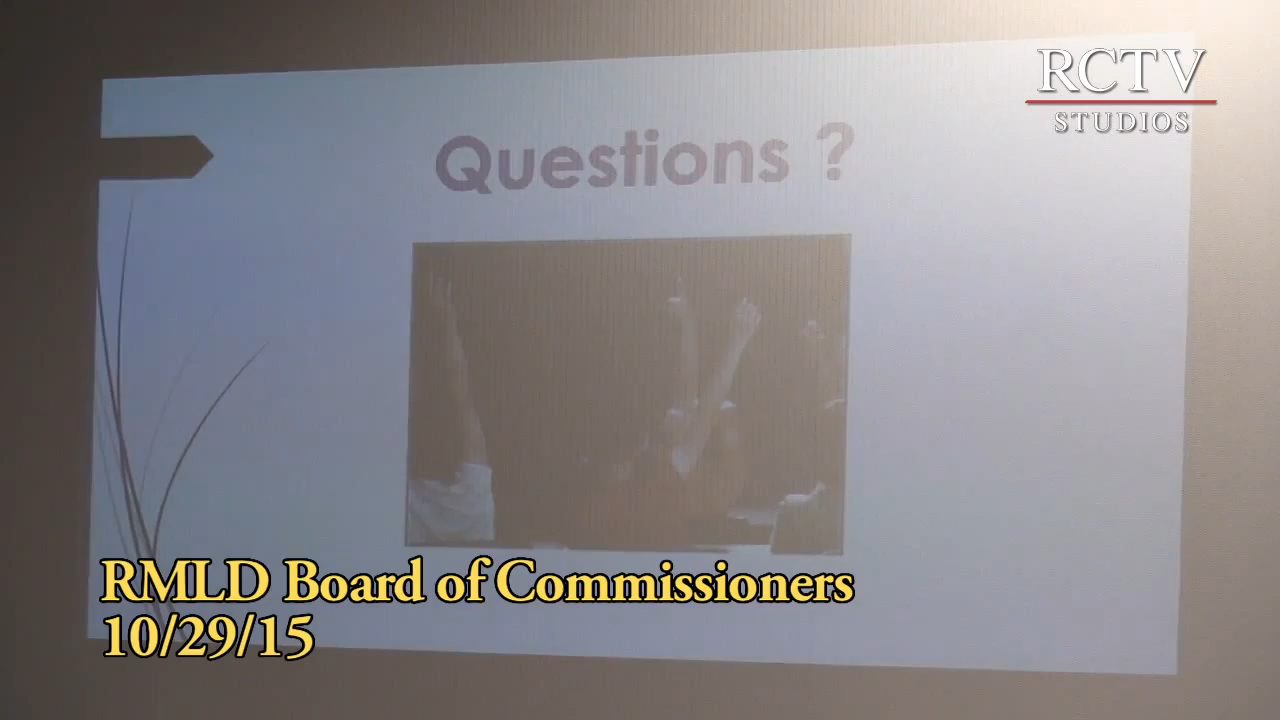 RCTV
STUDIOS
Questions ?
RMLD Board of Commissioners
10/29/15